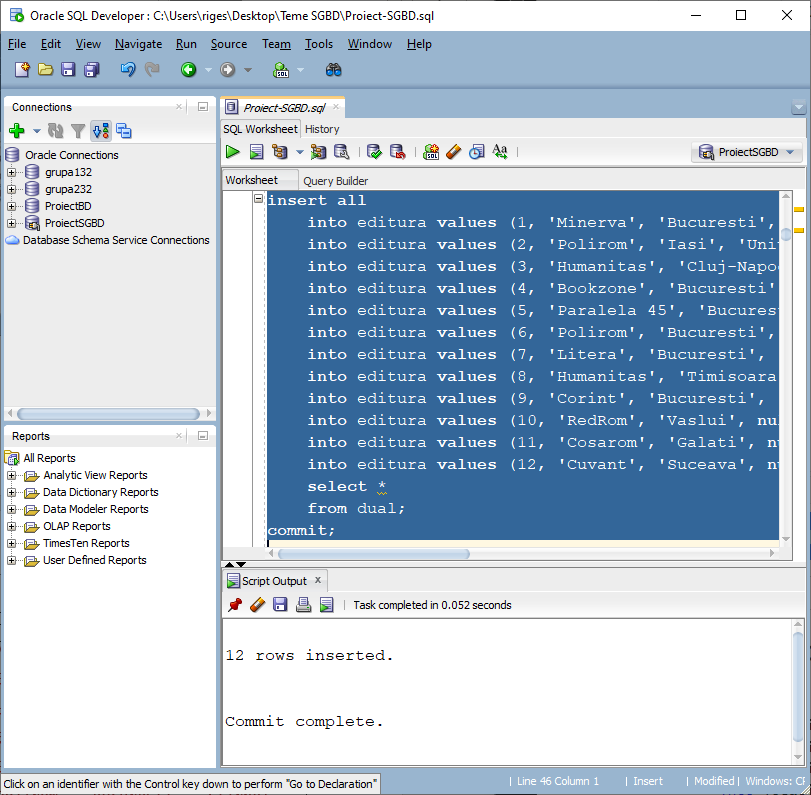 Oracle SQL Developer : C:\Users\riges\Desktop\Teme SGBD\Proiect-SGBD.sql
File Edit View Navigate Run Source Team Tools Window Help
Connections
Oracle Connections
grupa132
grupa232
ProiectBD
ProiectSGBD
Database Schema Service Connections
Reports
All Reports
Analytic View Reports
Data Dictionary Reports
Data Modeler Reports
OLAP Reports
TimesTen Reports
User Defined Reports
Proiect-SGBD.sql
SQL Worksheet History
ProiectSGBD
Worksheet Query Builder
insert all
into editura values (1, 'Minerva', 'Bucuresti',
into editura values (2, 'Polirom', 'Iasi', 'Uni
into editura values (3, 'Humanitas', 'Cluj-Napo
into editura values (4, 'Bookzone', 'Bucuresti'
into editura values (5, 'Paralela 45', 'Bucures
into editura values (6, 'Polirom', 'Bucuresti',
into editura values (7, 'Litera', 'Bucuresti',
into editura values (8, 'Humanitas', 'Timisoara
into editura values (9, 'Corint', 'Bucuresti',
into editura values (10, 'RedRom', 'Vaslui', nu
into editura values (11, 'Cosarom', 'Galati', n
into editura values (12, 'Cuvant', 'Suceava', n
select *
from dual;
commit;
Script Output
Task completed in 0.052 seconds
12 rows inserted.
Commit complete.
Click on an identifier with the Control key down to perform "Go to Declaration"
Line 46 Column 1 | Insert | Modified | Windows: CF